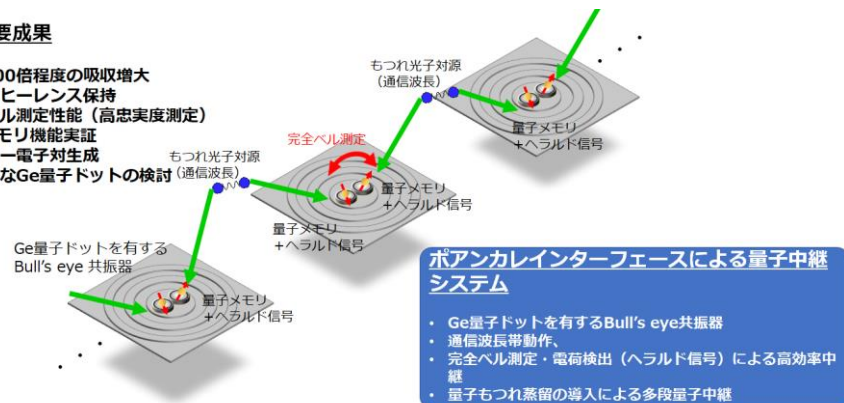 要成果
00倍程度の吸収増大
ヒーレンス保持
ル測定性能（高忠実度測定）
モリ機能実証
ー電子対生成
なGe量子ドットの検討
もつれ光子対源
（通信波長）
量子メモリ
+ヘラルド信号
完全ベル測定
もつれ光子対源
（通信波長）
量子メモリ
+ヘラルド信号
量子メモリ
+ヘラルド信号
Ge量子ドットを有する
Bull’s eye 共振器
量子メモリ
+ヘラルド信号
ポアンカレインターフェースによる量子中継
システム
• Ge量子ドットを有するBull’s eye共振器
• 通信波長帯動作、
• 完全ベル測定・電荷検出（ヘラルド信号）による高効率中
継
• 量子もつれ蒸留の導入による多段量子中継